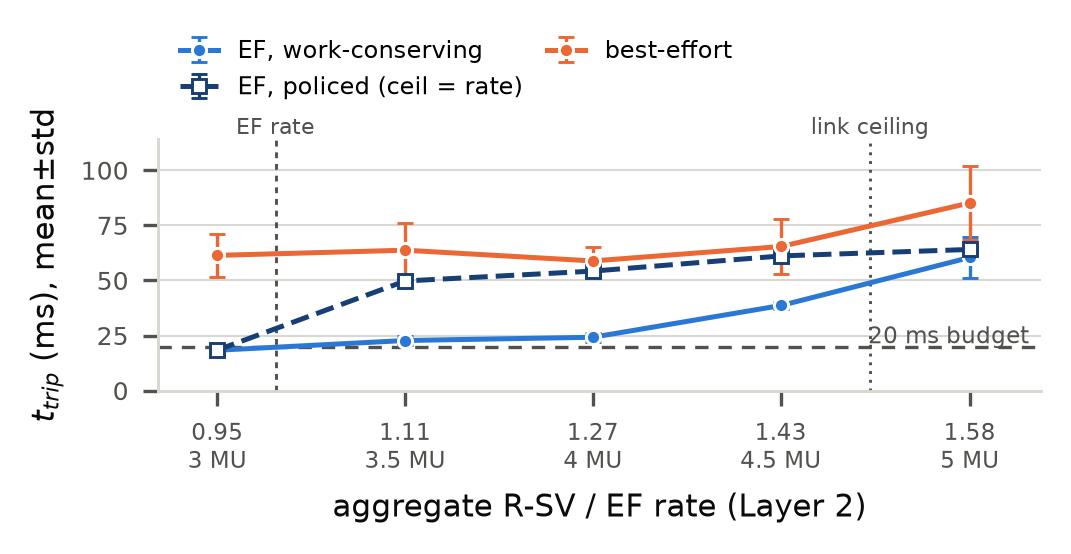 EF, work-conserving
best-effort
EF, policed (ceil = rate)
EF rate
link ceiling
t_trip (ms), mean±std
100
75
50
25
0
20 ms budget
0.95
3 MU
1.11
3.5 MU
1.27
4 MU
1.43
4.5 MU
1.58
5 MU
aggregate R-SV / EF rate (Layer 2)